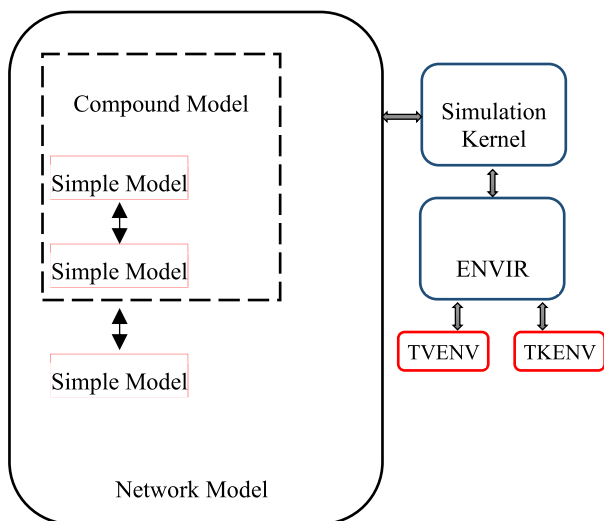 Compound Model
Simple Model
Simple Model
Simple Model
Network Model
Simulation
Kernel
ENVIR
TVENV
TKENV